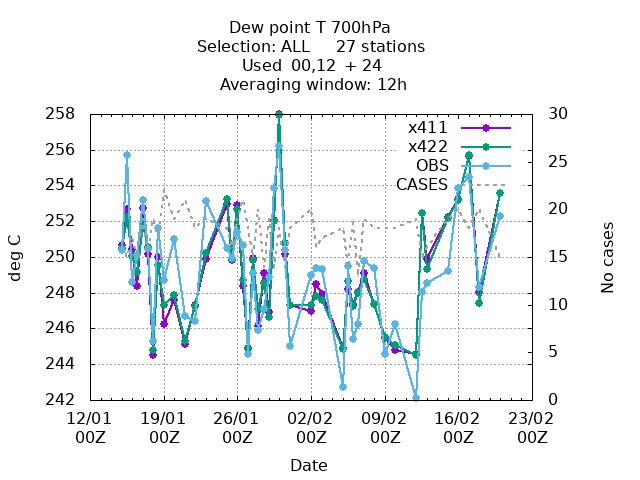 Dew point T 700hPa
Selection: ALL 27 stations
Used 00,12 + 24
Averaging window: 12h
258
256
254
252
250
248
246
244
242
30
25
20
15
10
5
0
x411
x422
OBS
CASES
deg C
No cases
12/01 00Z
19/01 00Z
26/01 00Z
02/02 00Z
09/02 00Z
16/02 00Z
23/02 00Z
Date